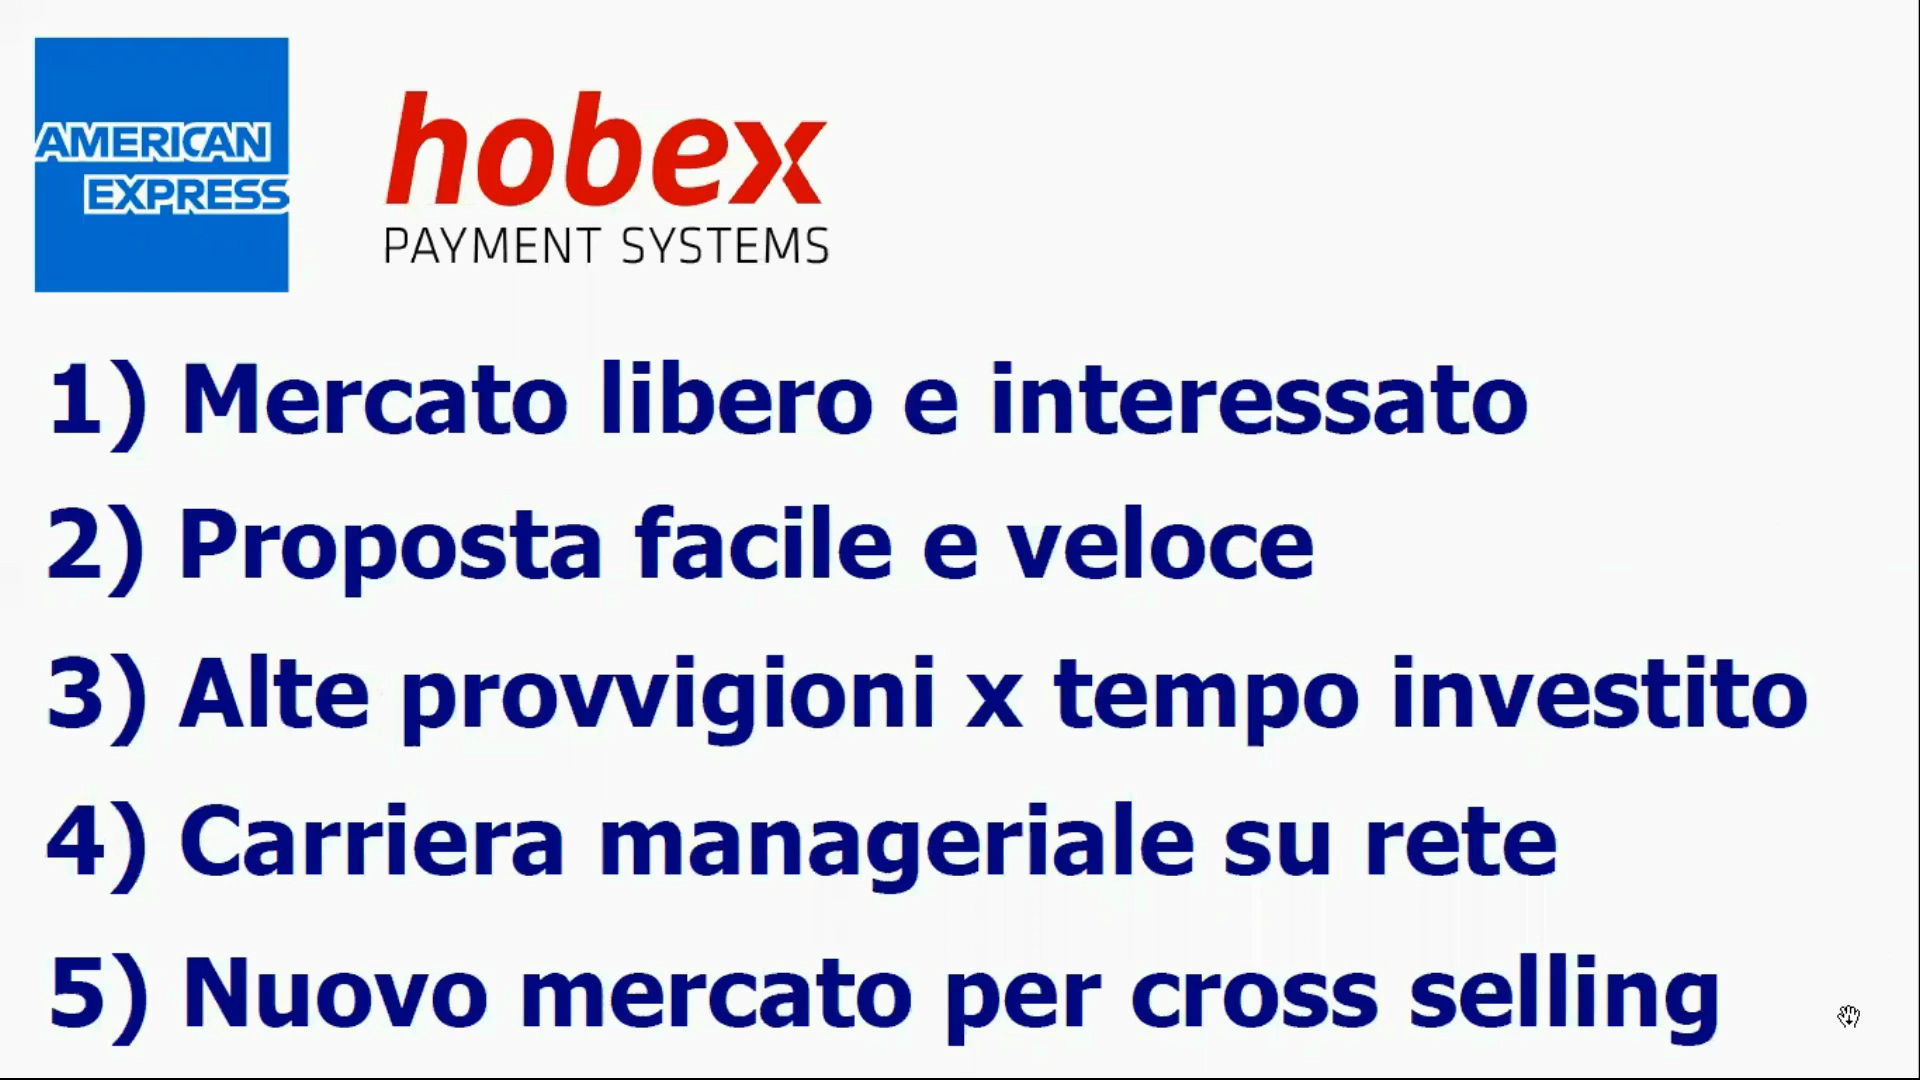 AMERICAN
EXPRESS
hobex
PAYMENT SYSTEMS
1) Mercato libero e interessato
2) Proposta facile e veloce
3) Alte provvigioni x tempo investito
4) Carriera manageriale su rete
5) Nuovo mercato per cross selling